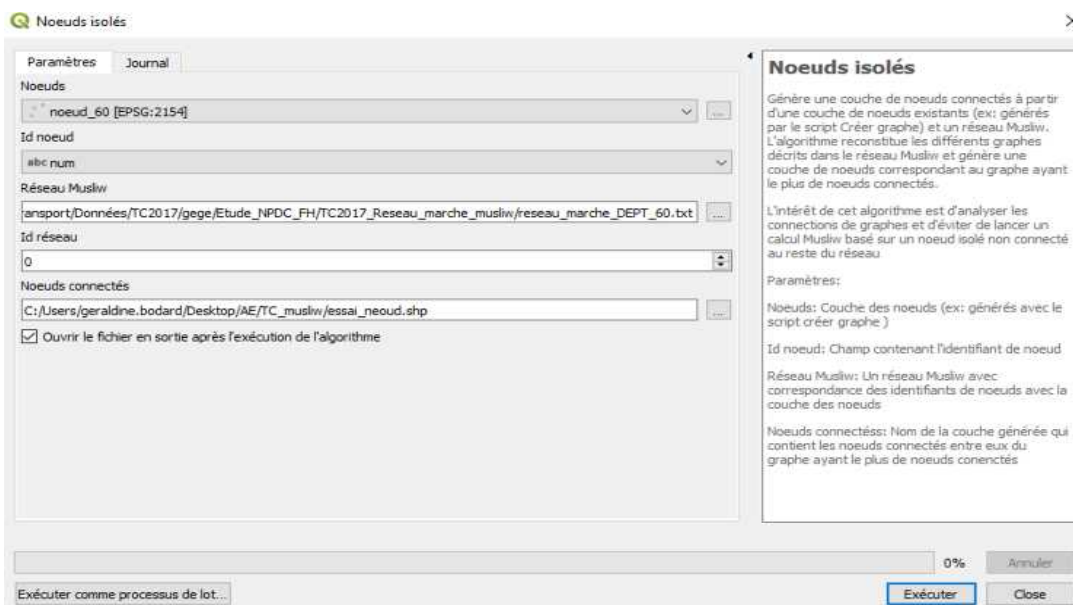 Noeuds isolés
Paramètres
Journal
Noeuds
noeud_60 [EPSG:2154]
...
Id noeud
abc num
Réseau Musliw
ransport/Données/TC2017/gege/Etude_NPDC_FH/TC2017_Reseau_marche_musliw/reseau_marche_DEPT_60.txt
...
Id réseau
0
Noeuds connectés
C:/Users/geraldine.bodard/Desktop/AE/TC_musliw/essai_neoud.shp
...
Ouvrir le fichier en sortie après l'exécution de l'algorithme
Noeuds isolés
Génère une couche de noeuds connectés à partir
d'une couche de noeuds existants (ex: générés
par le script Créer graphe) et un réseau Musliw.
L'algorithme reconstitue les différents graphes
décrits dans le réseau Musliw et génère une
couche de noeuds correspondant au graphe ayant
le plus de noeuds connectés.
L'intérêt de cet algorithme est d'analyser les
connections de graphes et d'éviter de lancer un
calcul Musliw basé sur un noeud isolé non connecté
au reste du réseau
Paramètres:
Noeuds: Couche des noeuds (ex: générés avec le
script créer graphe )
Id noeud: Champ contenant l'identifiant de noeud
Réseau Musliw: Un réseau Musliw avec
correspondance des identifiants de noeuds avec la
couche des noeuds
Noeuds connectéss: Nom de la couche générée qui
contient les noeuds connectés entre eux du
graphe ayant le plus de noeuds conenctés
0%
Annuler
Exécuter comme processus de lot...
Exécuter
Close